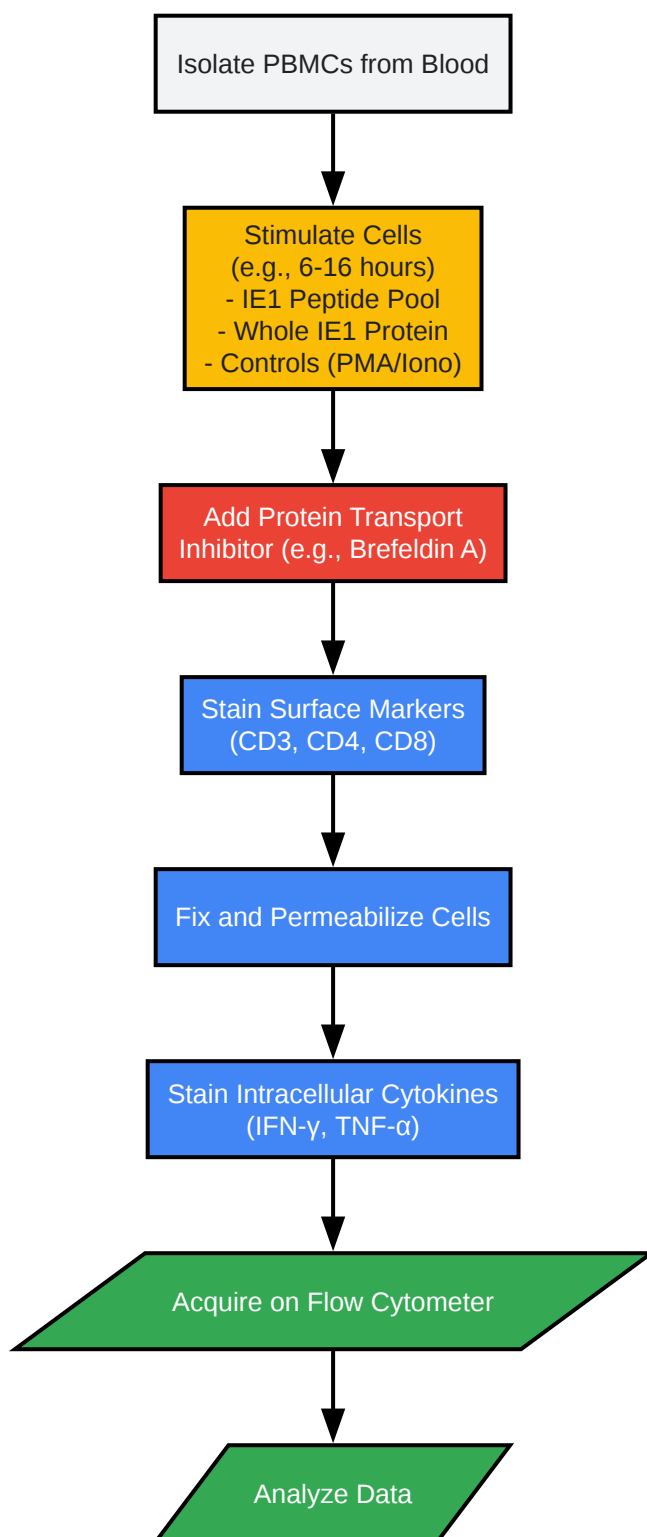 Isolate PBMCs from Blood
Stimulate Cells
(e.g., 6-16 hours)
- IE1 Peptide Pool
- Whole IE1 Protein
- Controls (PMA/Iono)
Add Protein Transport
Inhibitor (e.g., Brefeldin A)
Stain Surface Markers
(CD3, CD4, CD8)
Fix and Permeabilize Cells
Stain Intracellular Cytokines
(IFN-γ, TNF-α)
Acquire on Flow Cytometer
Analyze Data